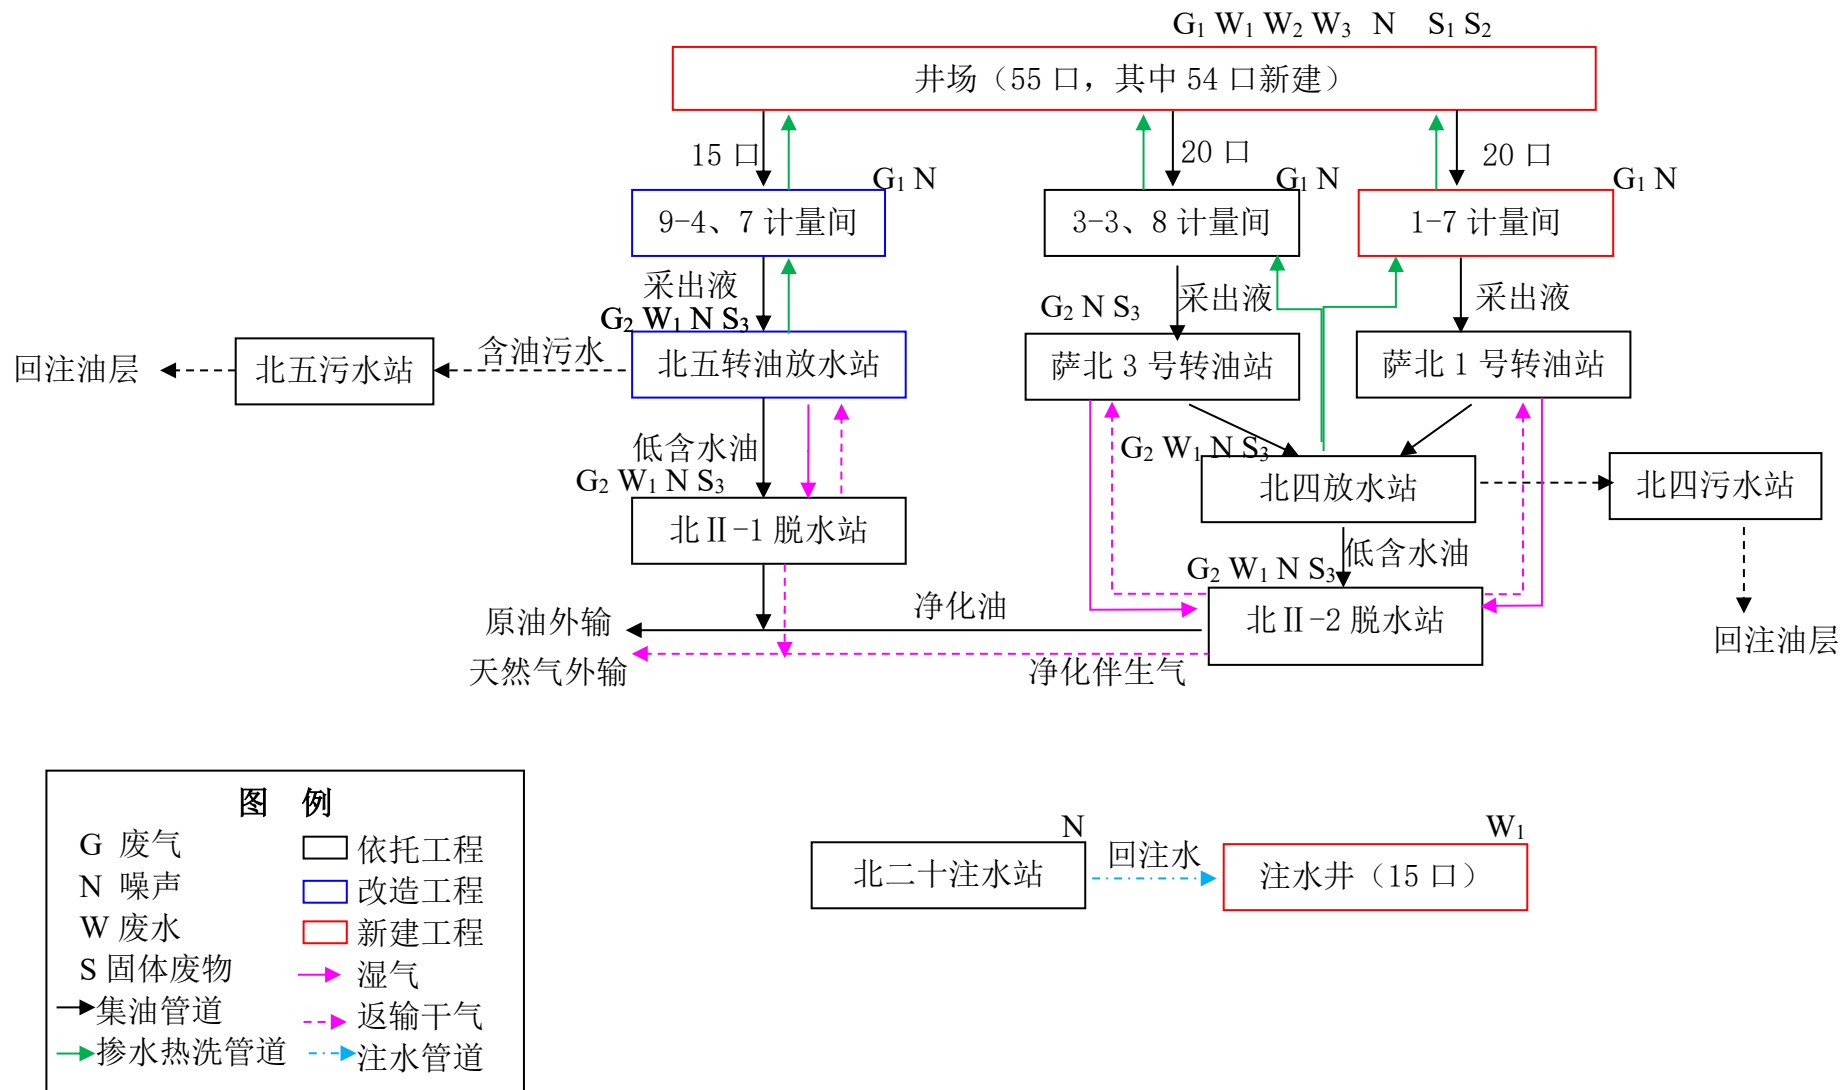 G₁ W₁ W₂ W₃ N S₁ S₂
井场（55 口，其中 54 口新建）
15 口
20 口
20 口
G₁ N
G₁ N
G₁ N
9-4、7 计量间
3-3、8 计量间
1-7 计量间
采出液
采出液
采出液
G₂ W₁ N S₃
G₂ N S₃
回注油层
北五污水站
含油污水
北五转油放水站
萨北 3 号转油站
萨北 1 号转油站
低含水油
G₂ W₁ N S₃
G₂ W₁ N S₃
北四放水站
北四污水站
北Ⅱ-1 脱水站
低含水油
G₂ W₁ N S₃
北Ⅱ-2 脱水站
净化油
原油外输
天然气外输
净化伴生气
回注油层
图 例
G 废气
依托工程
N 噪声
改造工程
W 废水
新建工程
S 固体废物
湿气
集油管道
返输干气
掺水热洗管道
注水管道
N
北二十注水站
回注水
W₁
注水井（15 口）